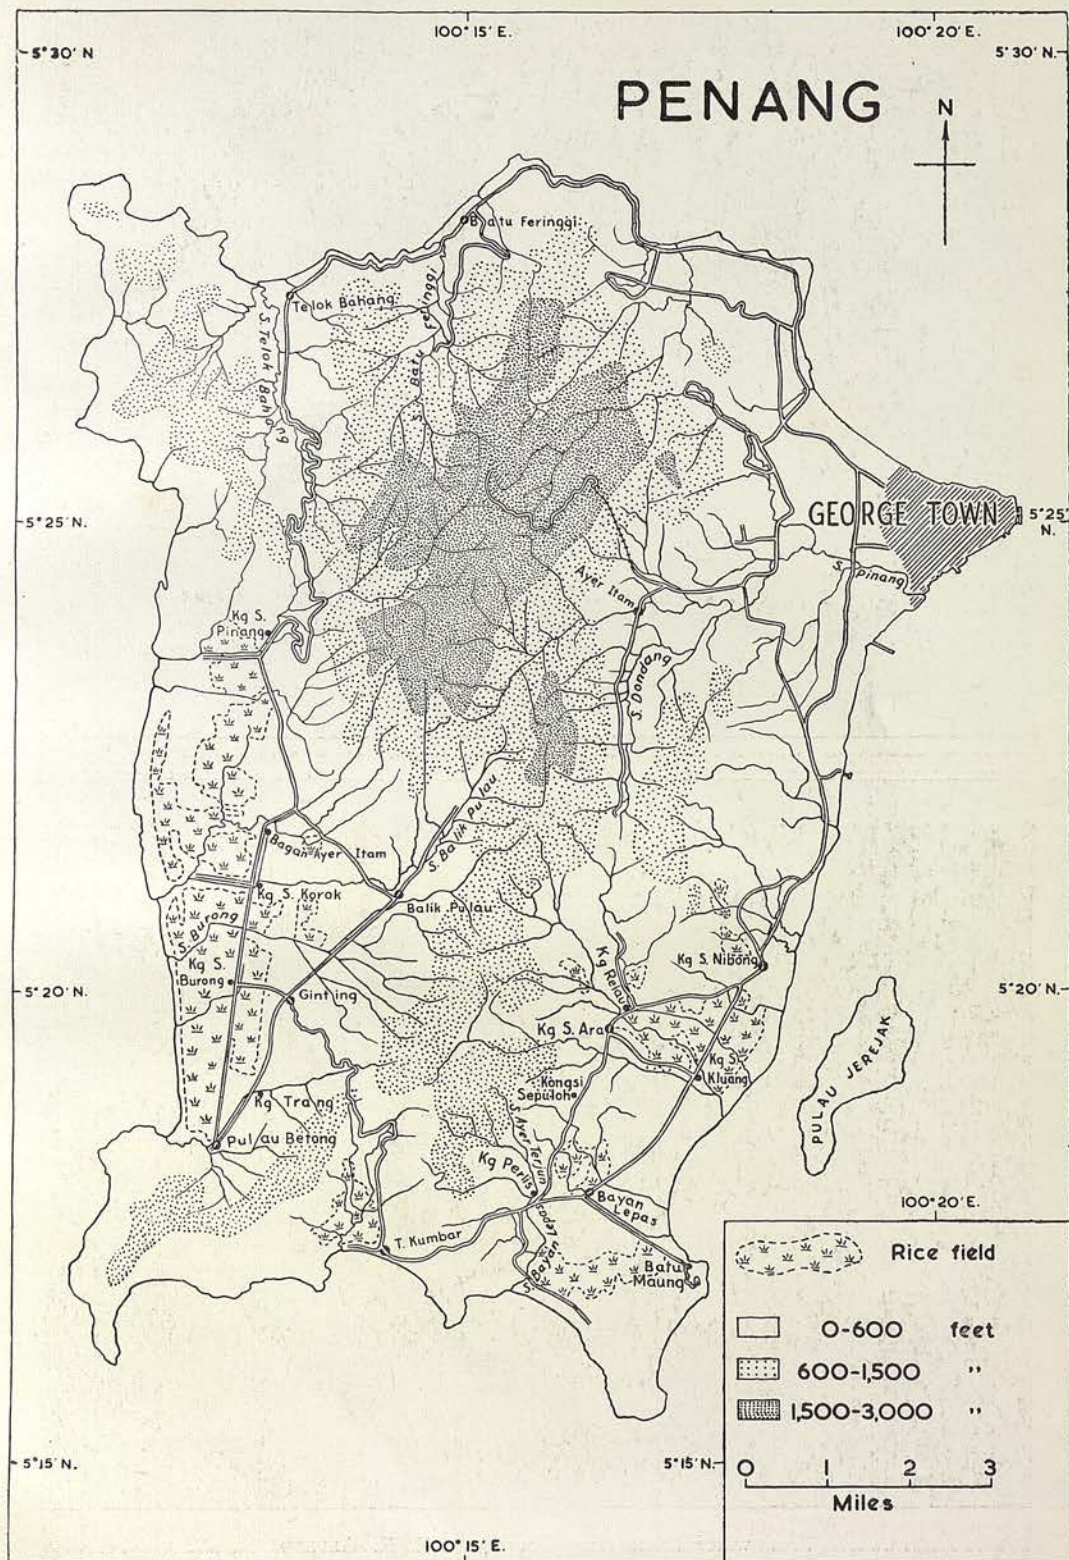 100° 15' E.
100° 20' E.
5° 30' N
5° 30' N.
PENANG
N
Batu Feringgi
Telok Bahang
S. Batu Feringgi
S. Telok Bahang
GEORGE TOWN
5° 25' N.
5° 25'
N.
Ayer Itam
S. Pinang
Kg S.
Pinang
S. Dondang
S. Balik Pulau
Bagan Ayer Itam
Kg S. Korok
Balik Pulau
S. Burong
Kg S.
Burong
Ginting
Kg Relau
Kg S. Nibong
5° 20' N.
5° 20' N.
Kg S. Ara
Kg S.
Kluang
PULAU JEREJAK
Kongsi
Sepuloh
Kg Trang
Pulau Betong
S. Ayer Terjun
Kg Perlis
Bayan
Lepas
T. Kumbar
S. Bayan Lepas
Batu
Maung
100° 20' E.
Rice field
0-600 feet
600-1,500 "
1,500-3,000 "
5° 15' N.
5° 15' N.
0 1 2 3
Miles
100° 15' E.